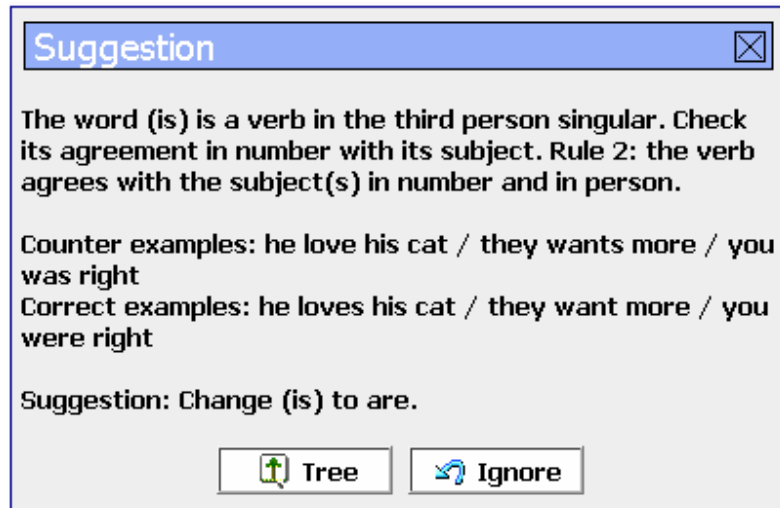 Suggestion
The word (is) is a verb in the third person singular. Check
its agreement in number with its subject. Rule 2: the verb
agrees with the subject(s) in number and in person.
Counter examples: he love his cat / they wants more / you
was right
Correct examples: he loves his cat / they want more / you
were right
Suggestion: Change (is) to are.
Tree Ignore